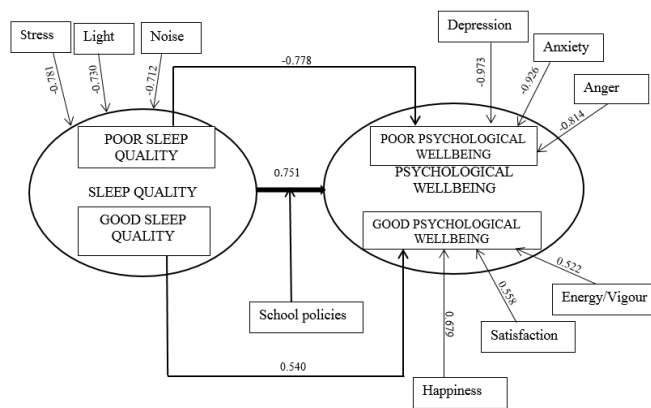 Stress
Light
Noise
Depression
Anxiety
Anger
-0.781
-0.730
-0.712
-0.778
-0.973
-0.926
-0.814
POOR SLEEP
QUALITY
POOR PSYCHOLOGICAL
WELLBEING
SLEEP QUALITY
0.751
PSYCHOLOGICAL
WELLBEING
GOOD SLEEP
QUALITY
GOOD PSYCHOLOGICAL
WELLBEING
School policies
0.540
0.679
0.558
0.522
Energy/Vigour
Satisfaction
Happiness